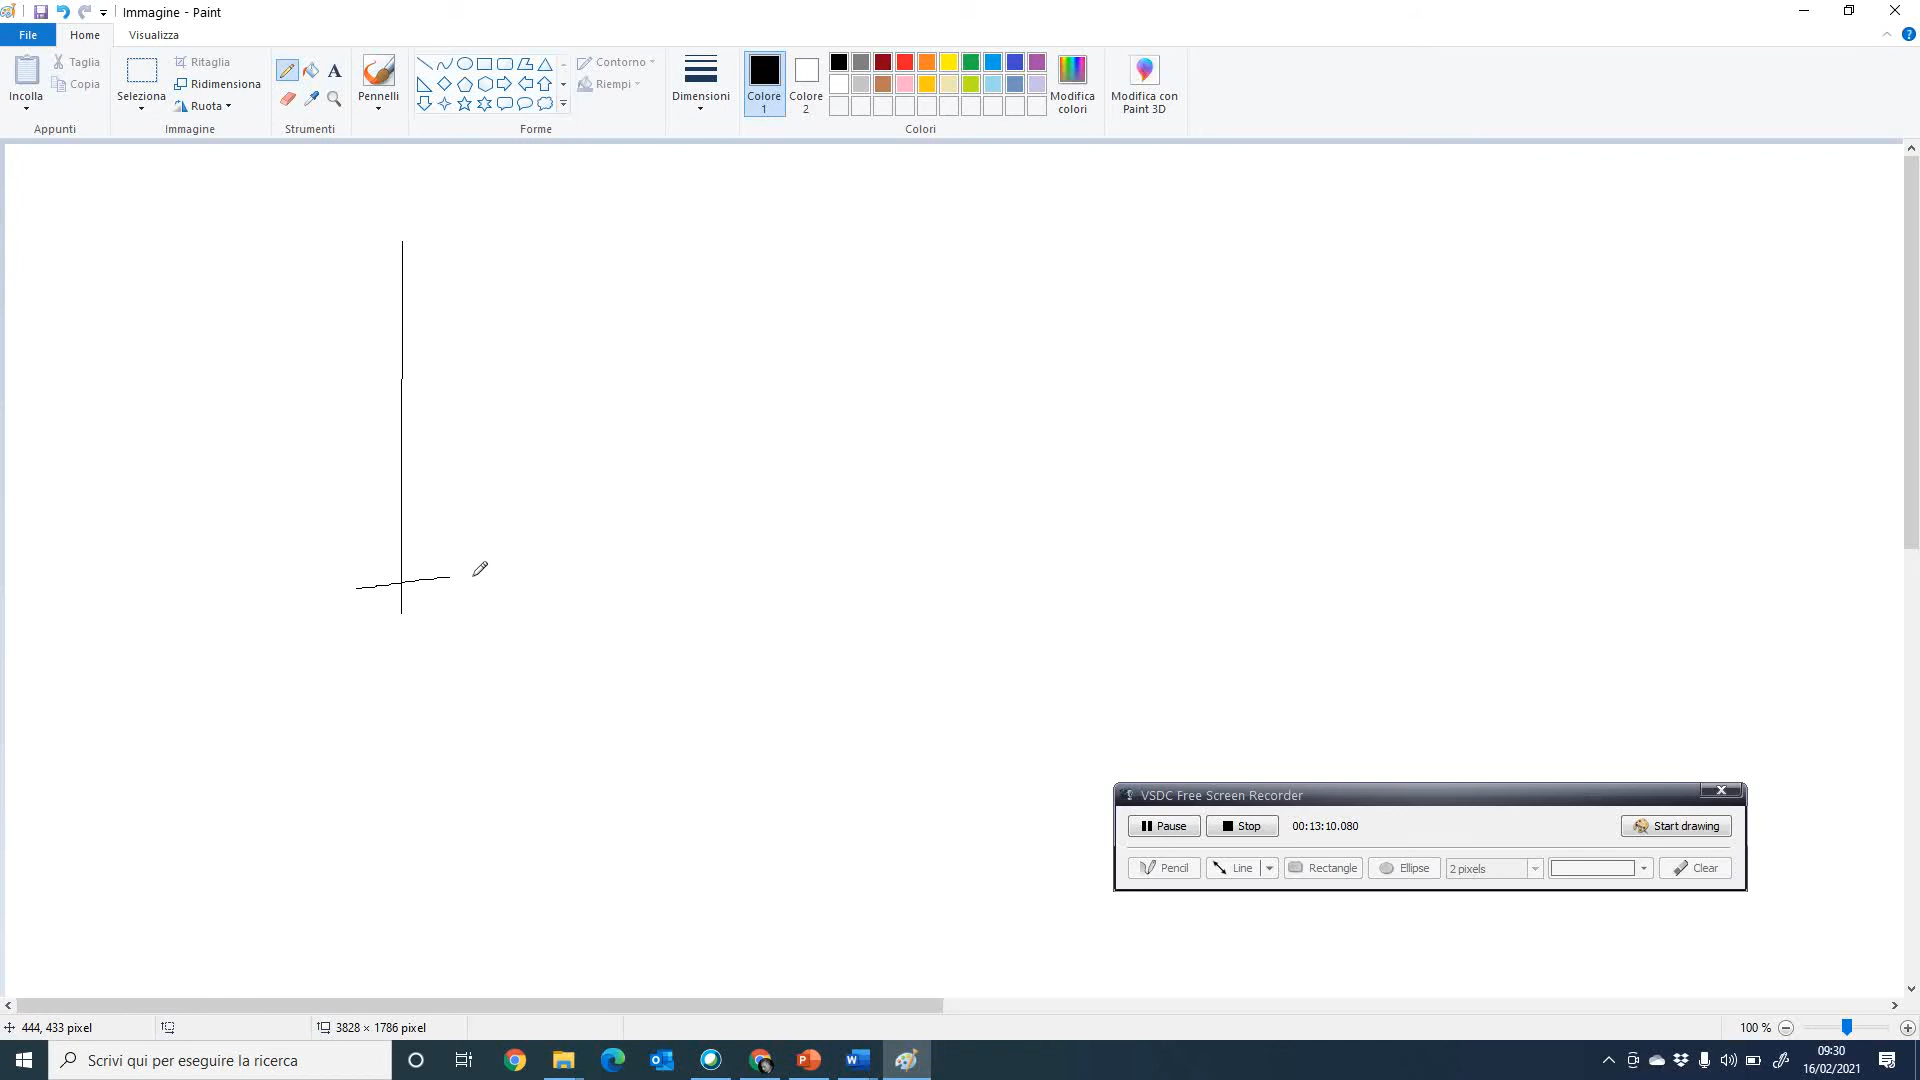 Immagine - Paint
File Home Visualizza
Incolla
Taglia
Copia
Appunti
Seleziona
Ritaglia
Ridimensiona
Ruota
Immagine
A
Strumenti
Pennelli
Contorno
Riempi
Forme
Dimensioni
Colore
1
Colore
2
Modifica
colori
Colori
Modifica con
Paint 3D
VSDC Free Screen Recorder
Pause Stop 00:13:10.080 Start drawing
Pencil Line Rectangle Ellipse 2 pixels Clear
444, 433 pixel 3828 × 1786 pixel 100 %
Scrivi qui per eseguire la ricerca
09:30
16/02/2021